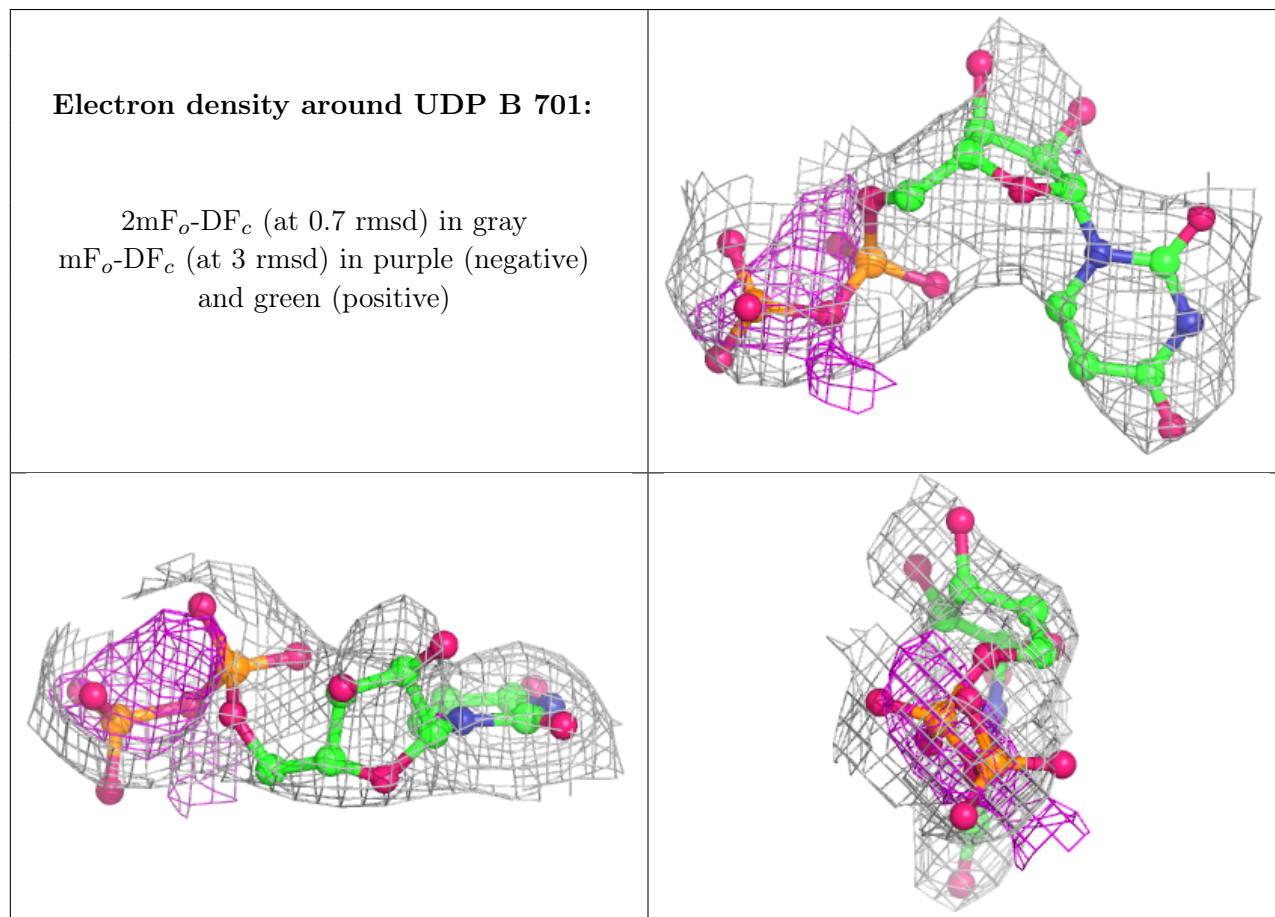 Electron density around UDP B 701:
2mFo-DFc (at 0.7 rmsd) in gray
mFo-DFc (at 3 rmsd) in purple (negative)
and green (positive)